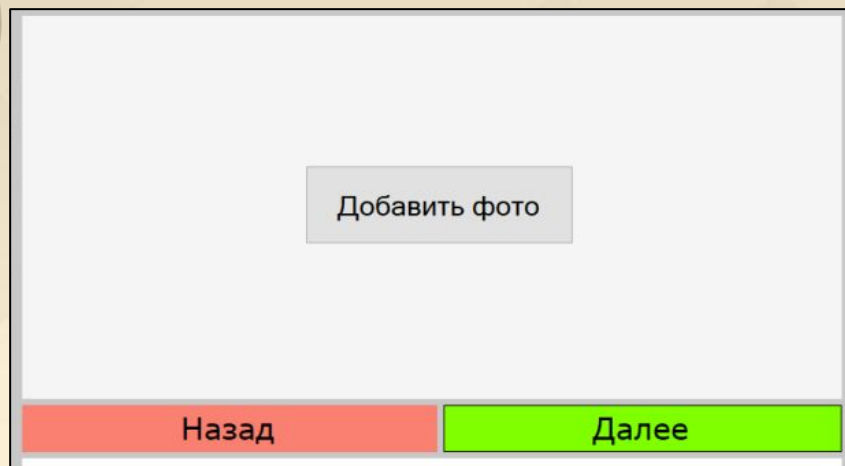 Добавить фото
Назад
Далее